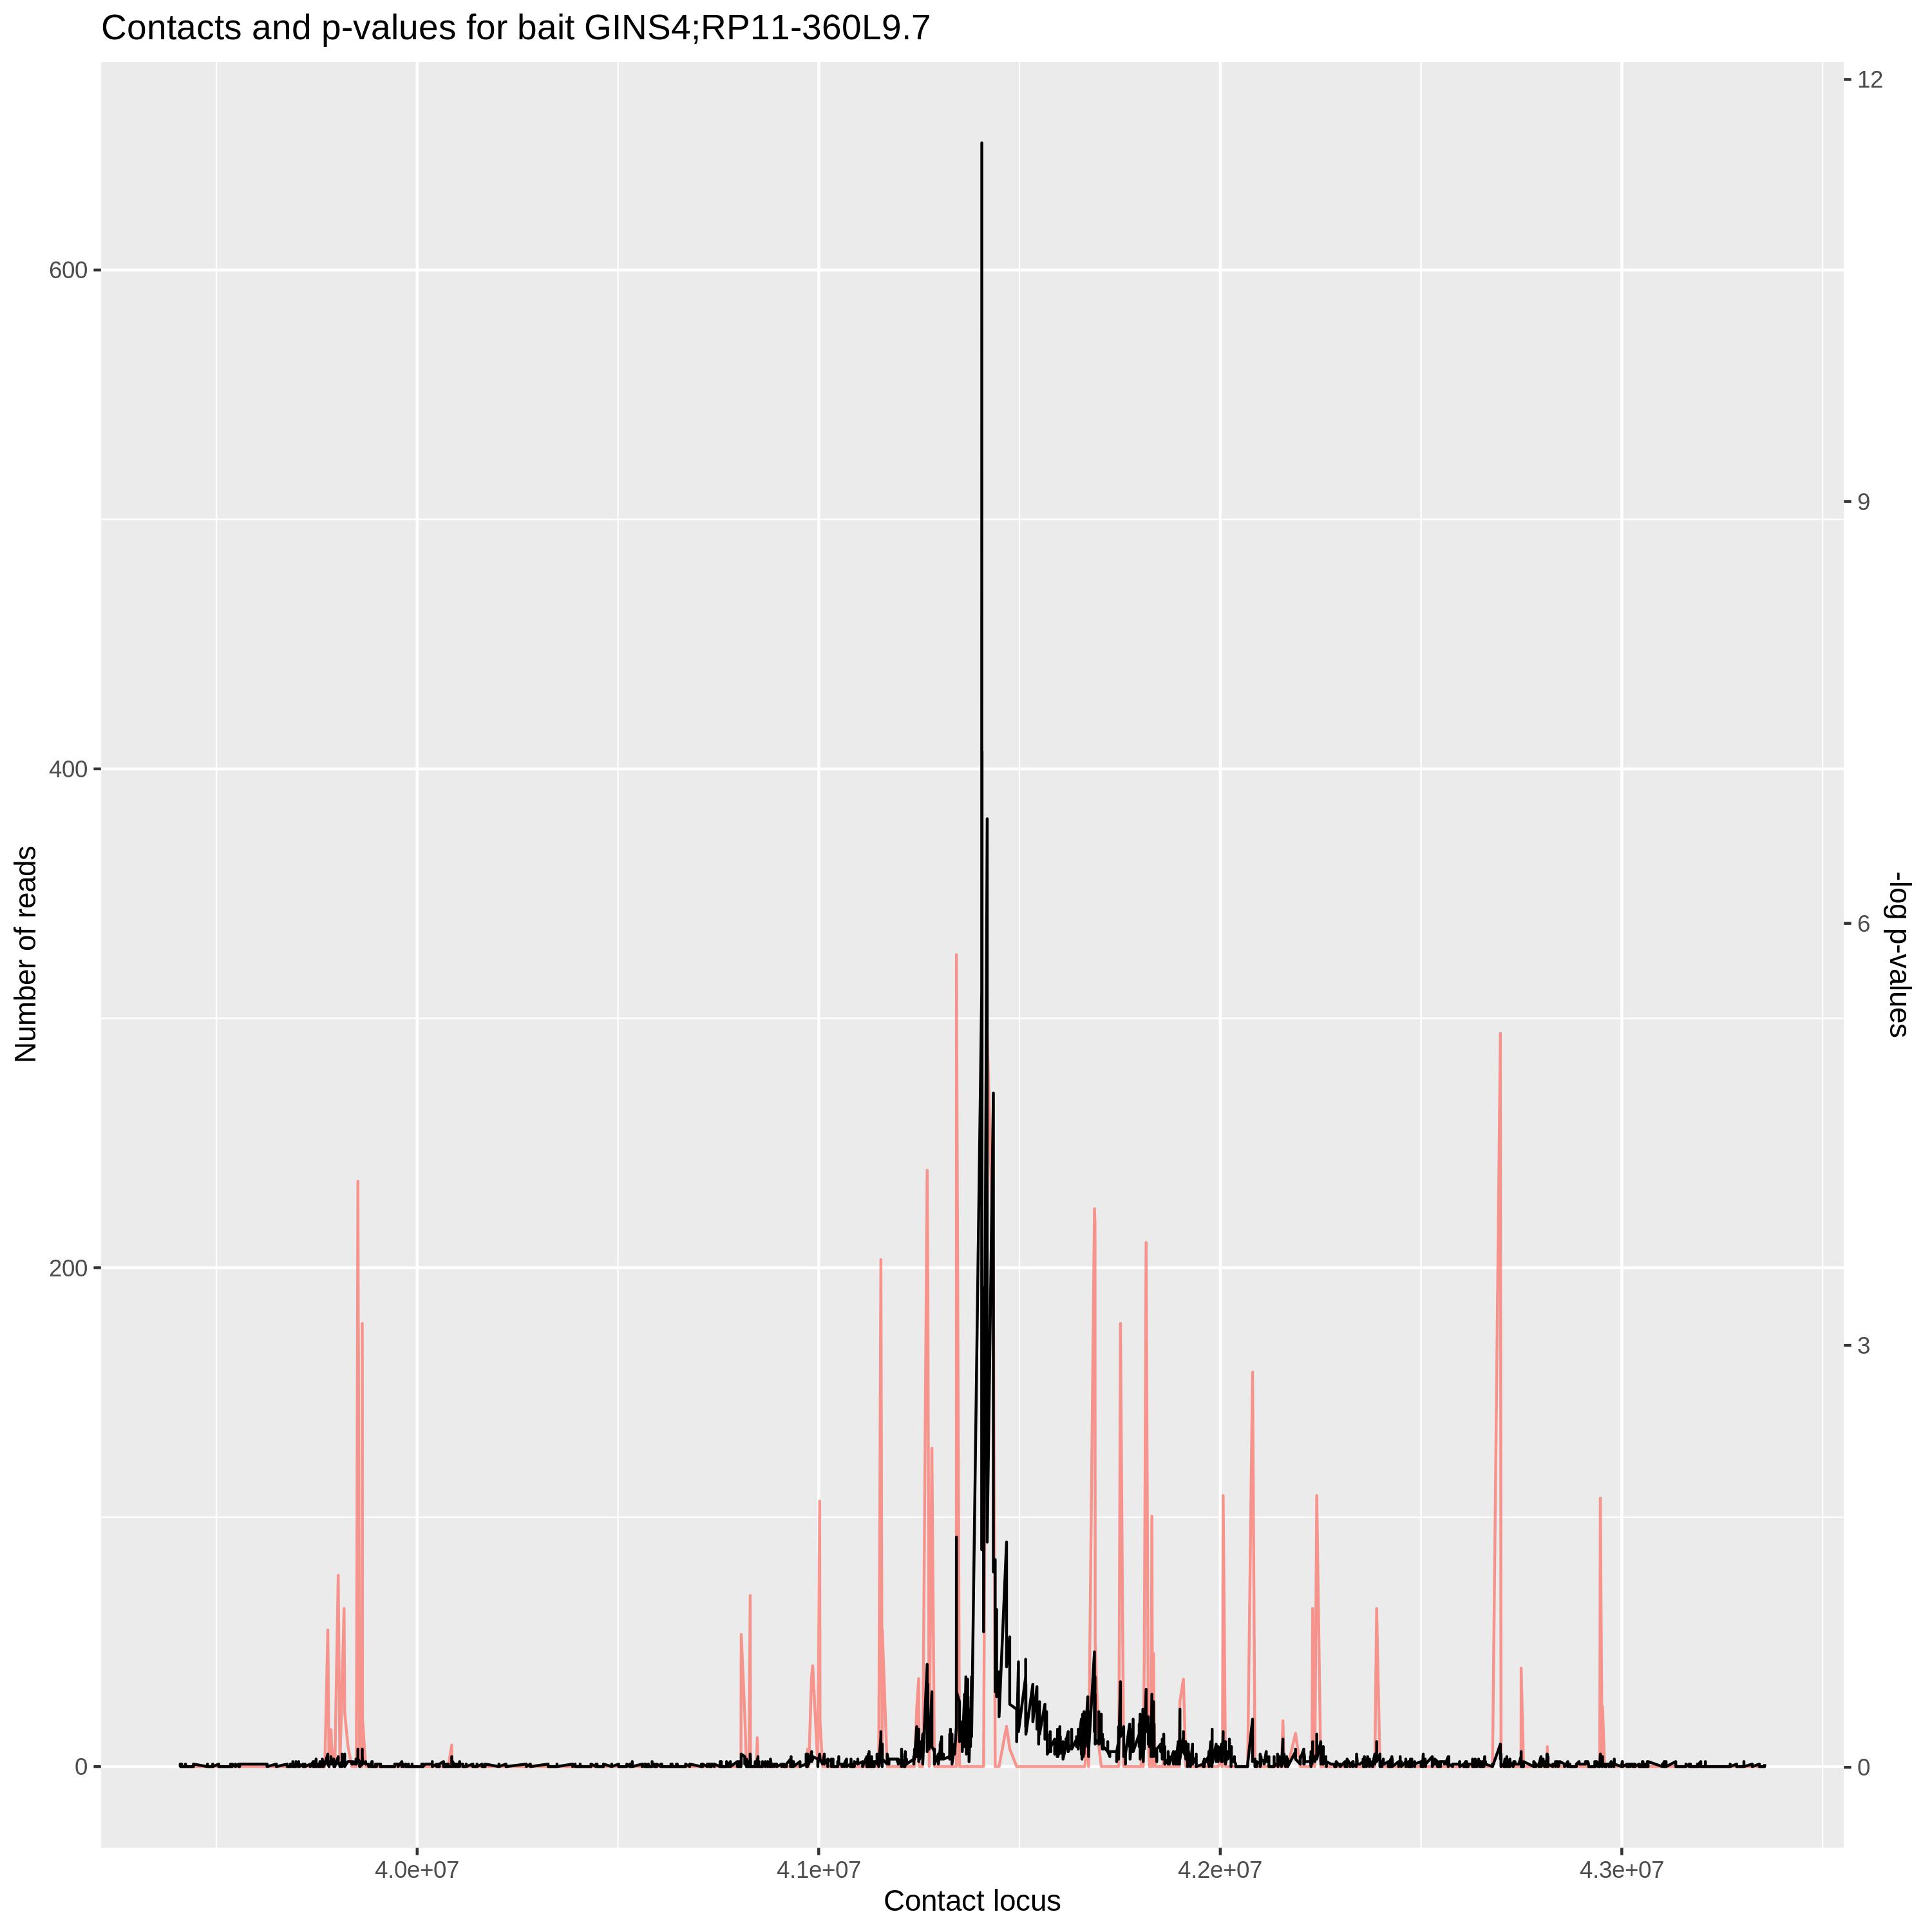 Contacts and p-values for bait GINS4;RP11-360L9.7
Number of reads
600
400
200
0
12
9
6
3
0
-log p-values
4.0e+07
4.1e+07
4.2e+07
4.3e+07
Contact locus